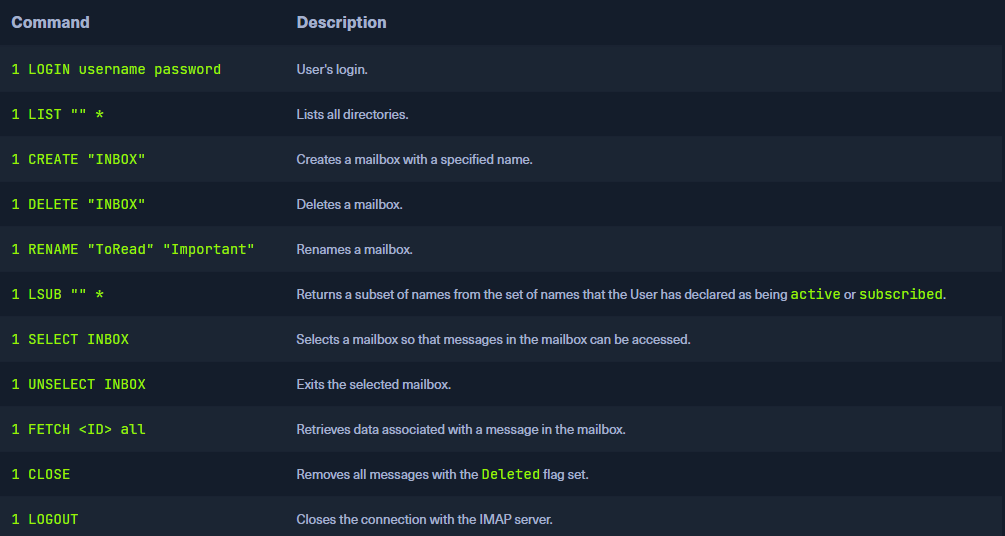 Command Description
1 LOGIN username password User's login.
1 LIST "" * Lists all directories.
1 CREATE "INBOX" Creates a mailbox with a specified name.
1 DELETE "INBOX" Deletes a mailbox.
1 RENAME "ToRead" "Important" Renames a mailbox.
1 LSUB "" * Returns a subset of names from the set of names that the User has declared as being active or subscribed.
1 SELECT INBOX Selects a mailbox so that messages in the mailbox can be accessed.
1 UNSELECT INBOX Exits the selected mailbox.
1 FETCH <ID> all Retrieves data associated with a message in the mailbox.
1 CLOSE Removes all messages with the Deleted flag set.
1 LOGOUT Closes the connection with the IMAP server.